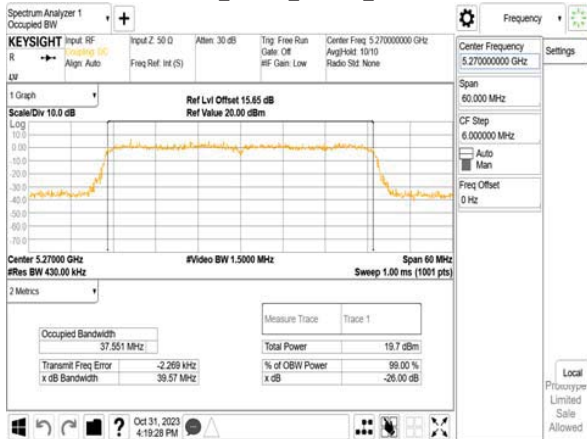 Spectrum Analyzer 1
Occupied BW
+
Frequency
KEYSIGHT
Input: RF
Coupling: DC
Align: Auto
Input Z: 50 Ω
Freq Ref: Int (S)
Atten: 30 dB
Trig: Free Run
Gate: Off
#IF Gain: Low
Center Freq: 5.270000000 GHz
Avg|Hold: 10/10
Radio Std: None
R
LV
1 Graph
Scale/Div 10.0 dB
Ref Lvl Offset 15.65 dB
Ref Value 20.00 dBm
Log
10.0
0.00
-10.0
-20.0
-30.0
-40.0
-50.0
-60.0
-70.0
Center 5.27000 GHz
#Res BW 430.00 kHz
#Video BW 1.5000 MHz
Span 60 MHz
Sweep 1.00 ms (1001 pts)
2 Metrics
Measure Trace Trace 1
Occupied Bandwidth
37.551 MHz
Total Power 19.7 dBm
Transmit Freq Error -2.269 kHz
% of OBW Power 99.00 %
x dB Bandwidth 39.57 MHz
x dB -26.00 dB
Center Frequency
5.270000000 GHz
Settings
Span
60.000 MHz
CF Step
6.000000 MHz
Auto
Man
Freq Offset
0 Hz
Local
Prototype
Limited
Sale
Allowed
?
Oct 31, 2023
4:19:28 PM